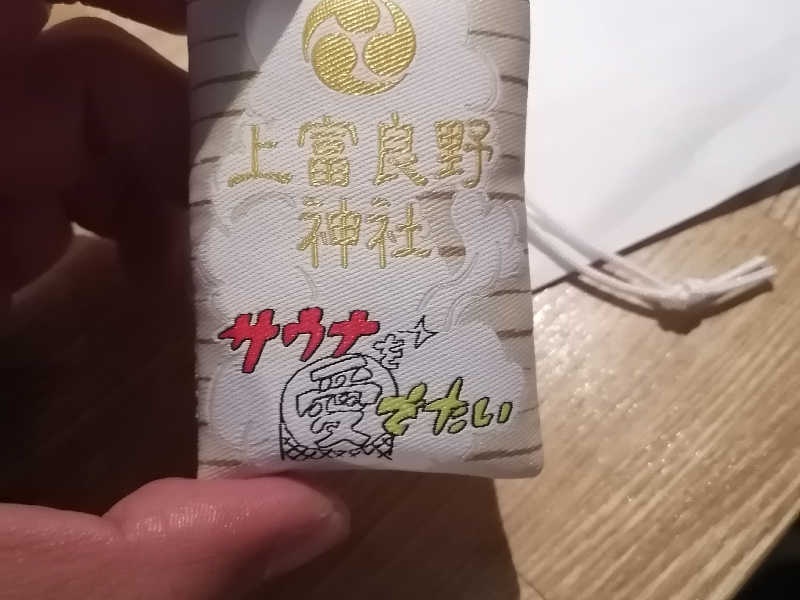 上富良野
神社
サウナを
愛でたい